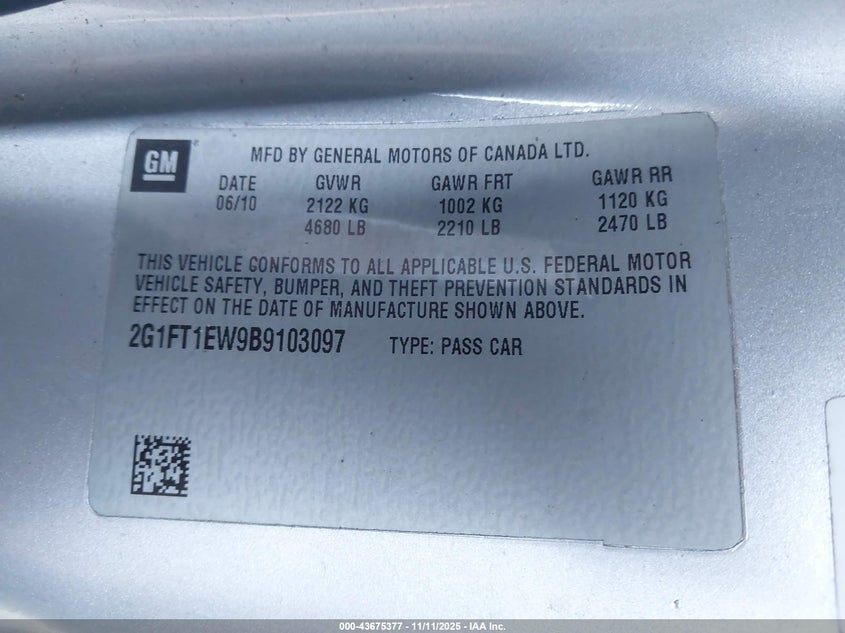 GM
MFD BY GENERAL MOTORS OF CANADA LTD.
DATE GVWR GAWR FRT GAWR RR
06/10 2122 KG 1002 KG 1120 KG
4680 LB 2210 LB 2470 LB
THIS VEHICLE CONFORMS TO ALL APPLICABLE U.S. FEDERAL MOTOR
VEHICLE SAFETY, BUMPER, AND THEFT PREVENTION STANDARDS IN
EFFECT ON THE DATE OF MANUFACTURE SHOWN ABOVE.
2G1FT1EW9B9103097 TYPE: PASS CAR
000-43675377 - 11/11/2025 - IAA Inc.